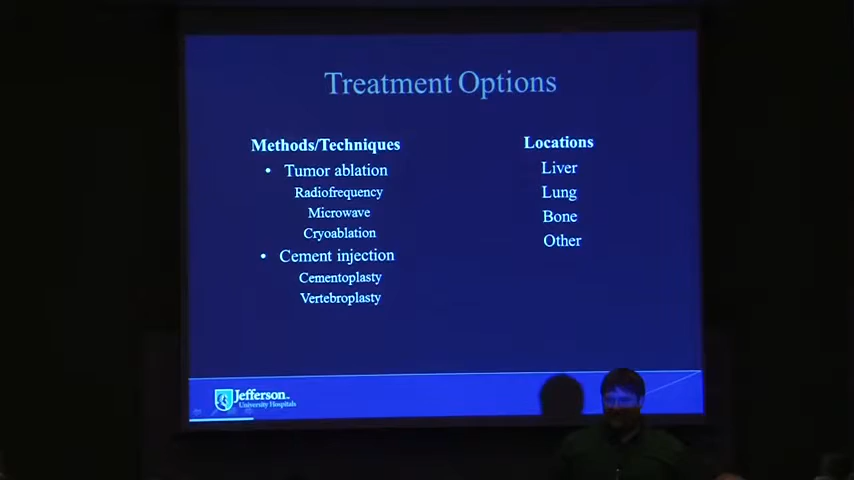 Treatment Options
Methods/Techniques
• Tumor ablation
Radiofrequency
Microwave
Cryoablation
• Cement injection
Cementoplasty
Vertebroplasty
Locations
Liver
Lung
Bone
Other
Jefferson
University Hospitals